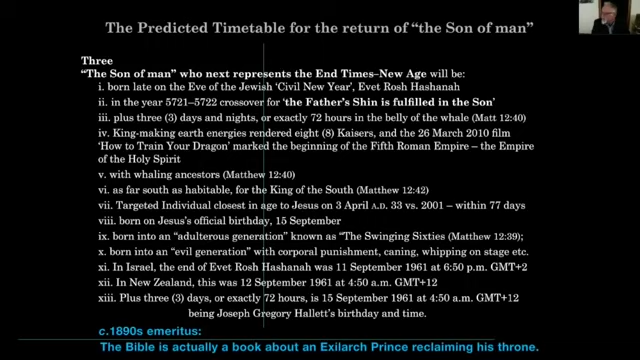 The Predicted Timetable for the return of “the Son of man”
Three
“The Son of man” who next represents the End Times–New Age will be:
i. born late on the Eve of the Jewish ‘Civil New Year’, Evet Rosh Hashanah
ii. in the year 5721–5722 crossover for ‘the Father’s Shin is fulfilled in the Son’
iii. plus three (3) days and nights, or exactly 72 hours in the belly of the whale (Matt 12:40)
iv. King-making earth energies rendered eight (8) Kaisers, and the 26 March 2010 film
‘How to Train Your Dragon’ marked the beginning of the Fifth Roman Empire – the Empire
of the Holy Spirit
v. with whaling ancestors (Matthew 12:40)
vi. as far south as habitable, for the King of the South (Matthew 12:42)
vii. Targeted Individual closest in age to Jesus on 3 April A.D. 33 vs. 2001 – within 77 days
viii. born on Jesus’s official birthday, 15 September
ix. born into an “adulterous generation” known as “The Swinging Sixties (Matthew 12:39);
x. born into an “evil generation” with corporal punishment, caning, whipping on stage etc.
xi. In Israel, the end of Evet Rosh Hashanah was 11 September 1961 at 6:50 p.m. GMT+2
xii. In New Zealand, this was 12 September 1961 at 4:50 a.m. GMT+12
xiii. Plus three (3) days, or exactly 72 hours, is 15 September 1961 at 4:50 a.m. GMT+12
being Joseph Gregory Hallett’s birthday and time.
c.1890s emeritus:
The Bible is actually a book about an Exilarch Prince reclaiming his throne.